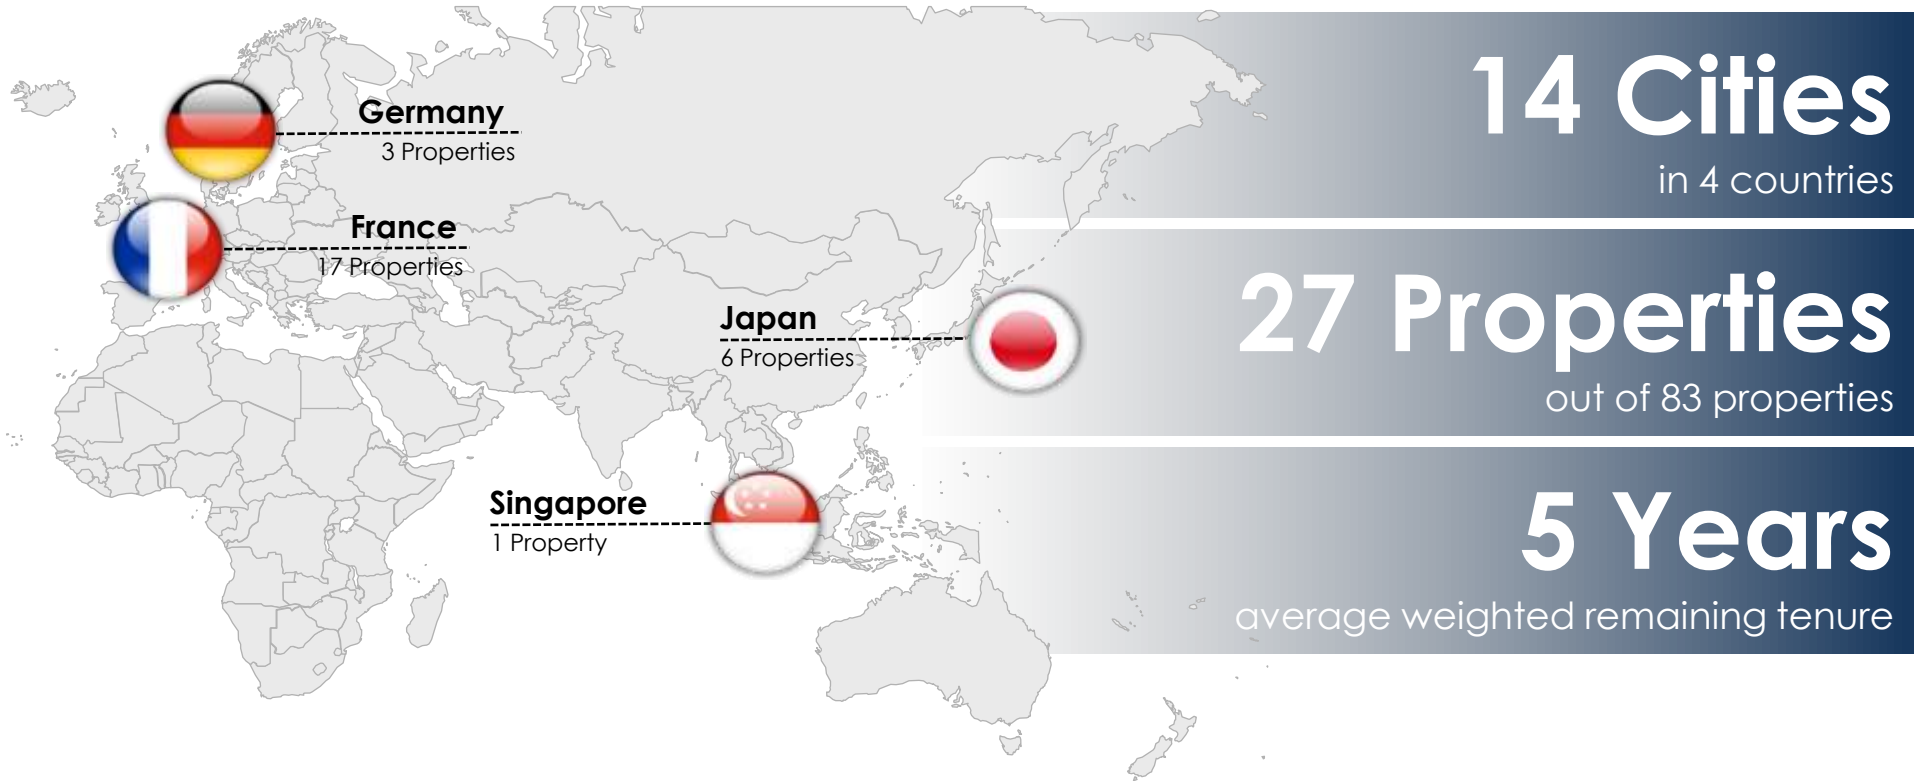 Germany
3 Properties
France
17 Properties
Japan
6 Properties
Singapore
1 Property
14 Cities
in 4 countries
27 Properties
out of 83 properties
5 Years
average weighted remaining tenure